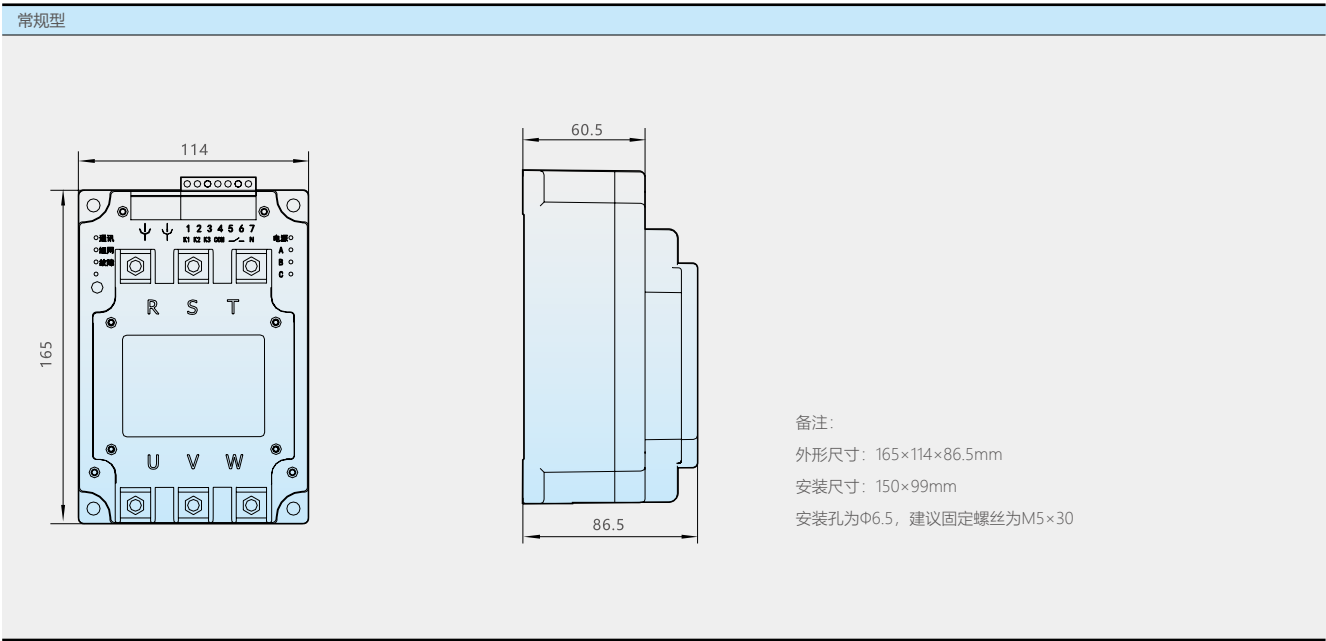 常规型
114
60.5
1 2 3 4 5 6 7
K1 K2 K3 COM N
通讯
电源
组网
A
故障
B
C
R S T
165
U V W
86.5
备注：
外形尺寸：165×114×86.5mm
安装尺寸：150×99mm
安装孔为Φ6.5，建议固定螺丝为M5×30